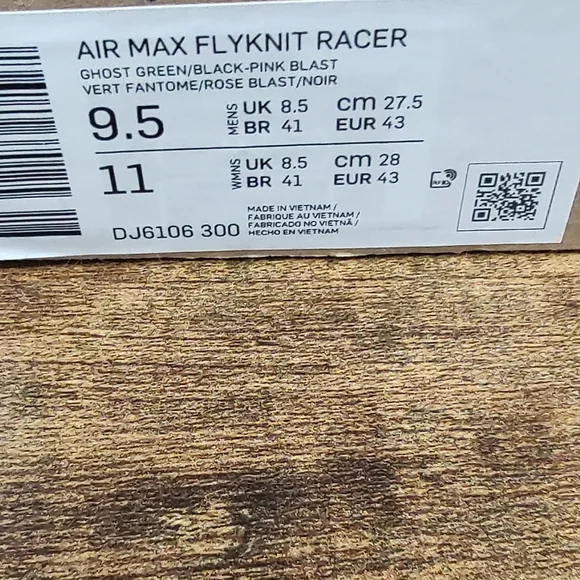 AIR MAX FLYKNIT RACER
GHOST GREEN/BLACK-PINK BLAST
VERT FANTOME/ROSE BLAST/NOIR
9.5 MENS UK 8.5 cm 27.5
BR 41 EUR 43
11 WMNS UK 8.5 cm 28
BR 41 EUR 43
DJ6106 300
MADE IN VIETNAM /
FABRIQUE AU VIETNAM /
FABRICADO NO VIETNÃ /
HECHO EN VIETNAM
RFID